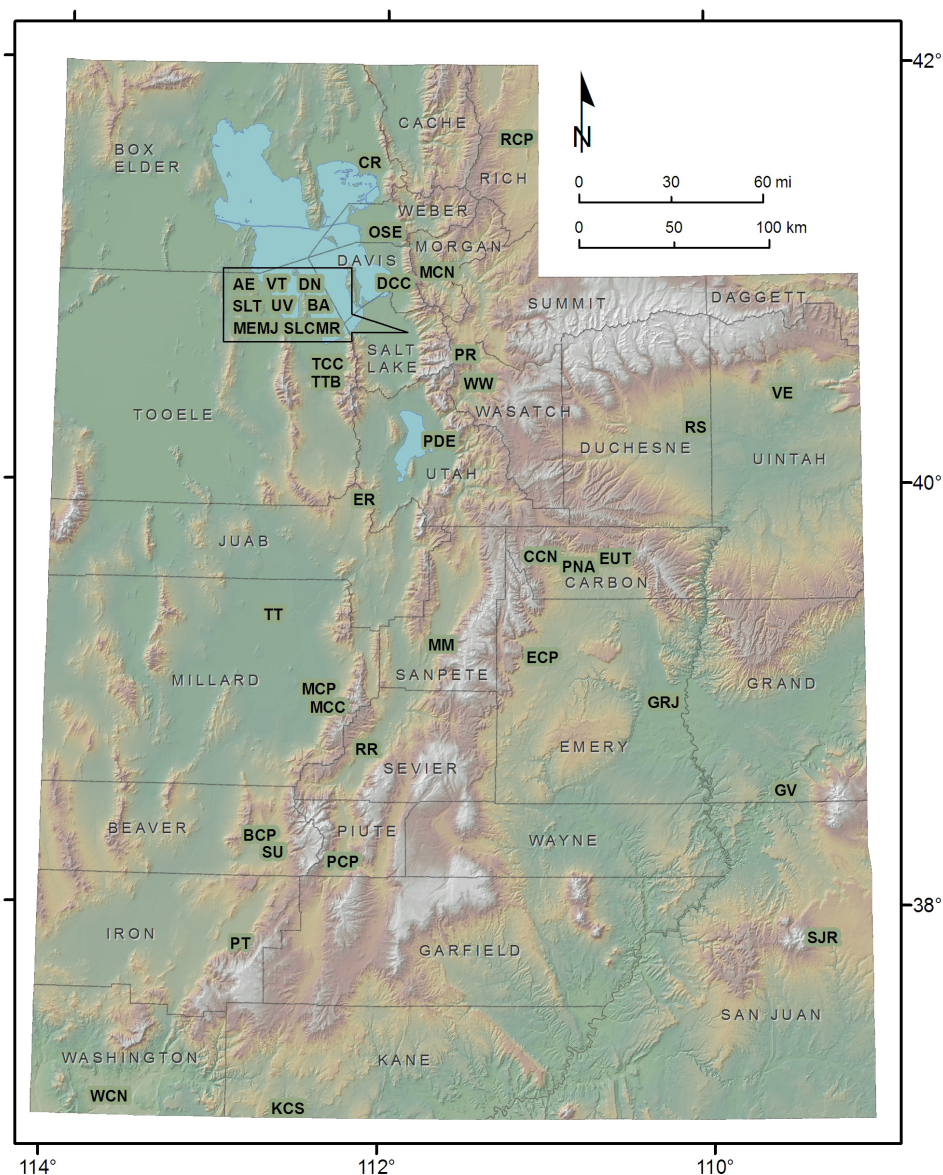 42°
CACHE
RCP
N
BOX
ELDER
CR
RICH
0 30 60 mi
WEBER
0 50 100 km
OSE
MORGAN
DAVIS
MCN
AE VT DN
DCC
SLT UV BA
SUMMIT
DAGGETT
MEMJ SLCMR
SALT
LAKE
PR
TCC
TTB
WW
VE
TOOELE
WASATCH
RS
PDE
DUCHESNE
UINTAH
UTAH
40°
ER
JUAB
CCN
PNA
EUT
CARBON
TT
MM
ECP
SANPETE
MILLARD
GRAND
MCP
MCC
GRJ
RR
EMERY
SEVIER
GV
BEAVER
BCP
PIUTE
WAYNE
SU
PCP
38°
IRON
PT
SJR
GARFIELD
SAN JUAN
WASHINGTON
KANE
WCN
KCS
114°
112°
110°